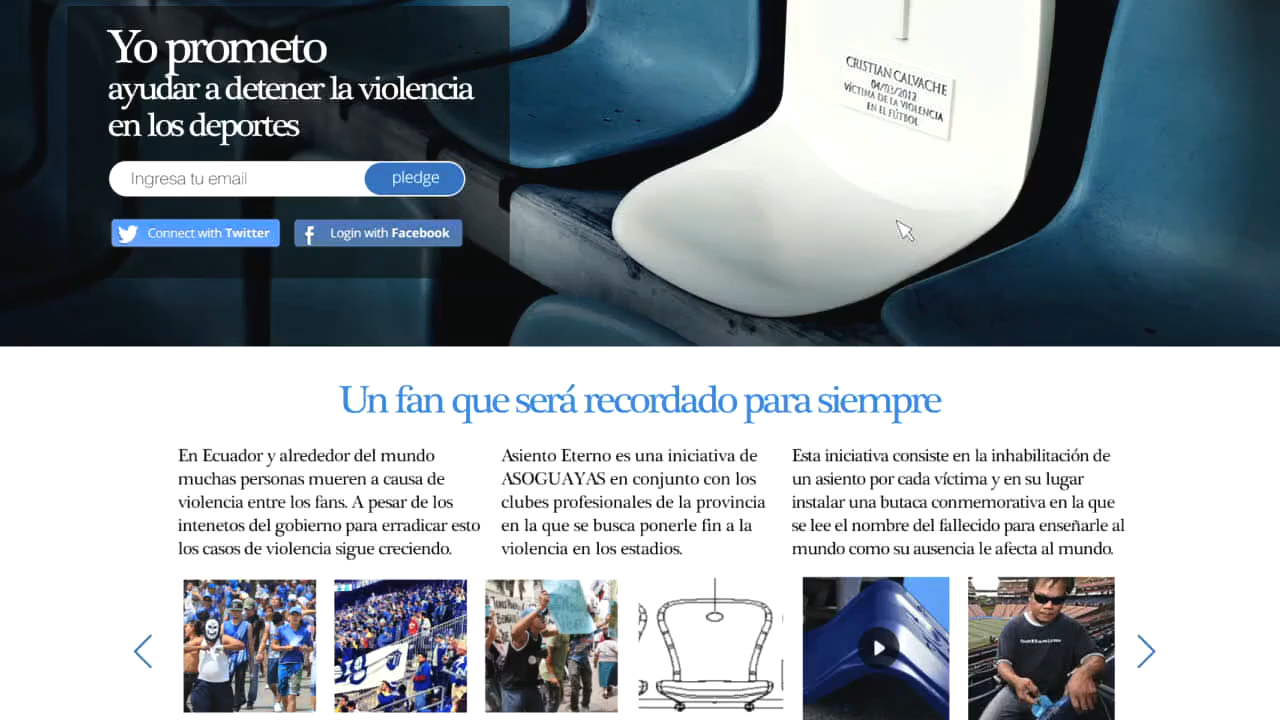 Yo prometo
ayudar a detener la violencia
en los deportes
Ingresa tu email
pledge
Connect with Twitter
Login with Facebook
CRISTIAN CALVACHE
04/03/2013
VÍCTIMA DE LA VIOLENCIA
EN EL FÚTBOL
Un fan que será recordado para siempre
En Ecuador y alrededor del mundo
muchas personas mueren a causa de
violencia entre los fans. A pesar de los
intenetos del gobierno para erradicar esto
los casos de violencia sigue creciendo.
Asiento Eterno es una iniciativa de
ASOGUAYAS en conjunto con los
clubes profesionales de la provincia
en la que se busca ponerle fin a la
violencia en los estadios.
Esta iniciativa consiste en la inhabilitación de
un asiento por cada víctima y en su lugar
instalar una butaca conmemorativa en la que
se lee el nombre del fallecido para enseñarle al
mundo como su ausencia le afecta al mundo.
18